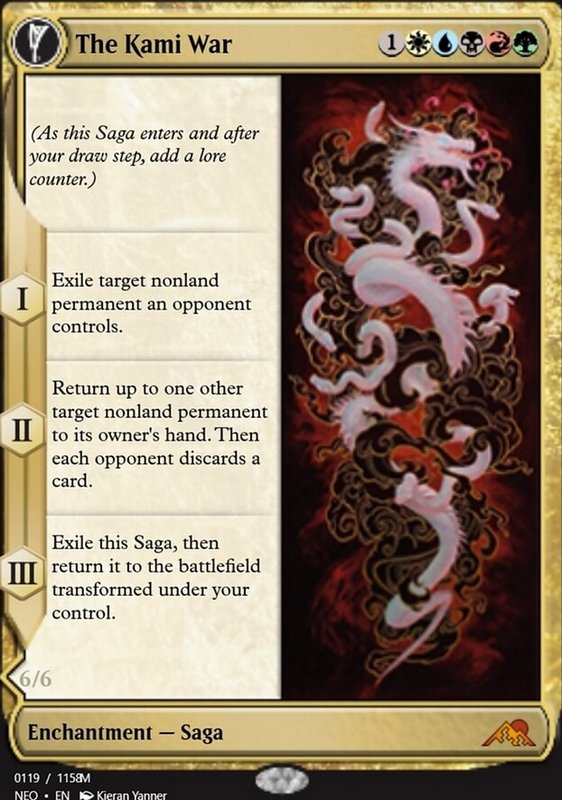 The Kami War
1
(As this Saga enters and after
your draw step, add a lore
counter.)
I
Exile target nonland
permanent an opponent
controls.
II
Return up to one other
target nonland permanent
to its owner's hand. Then
each opponent discards a
card.
III
Exile this Saga, then
return it to the battlefield
transformed under your
control.
6/6
Enchantment — Saga
0119 / 1158M
NEO • EN Kieran Yanner